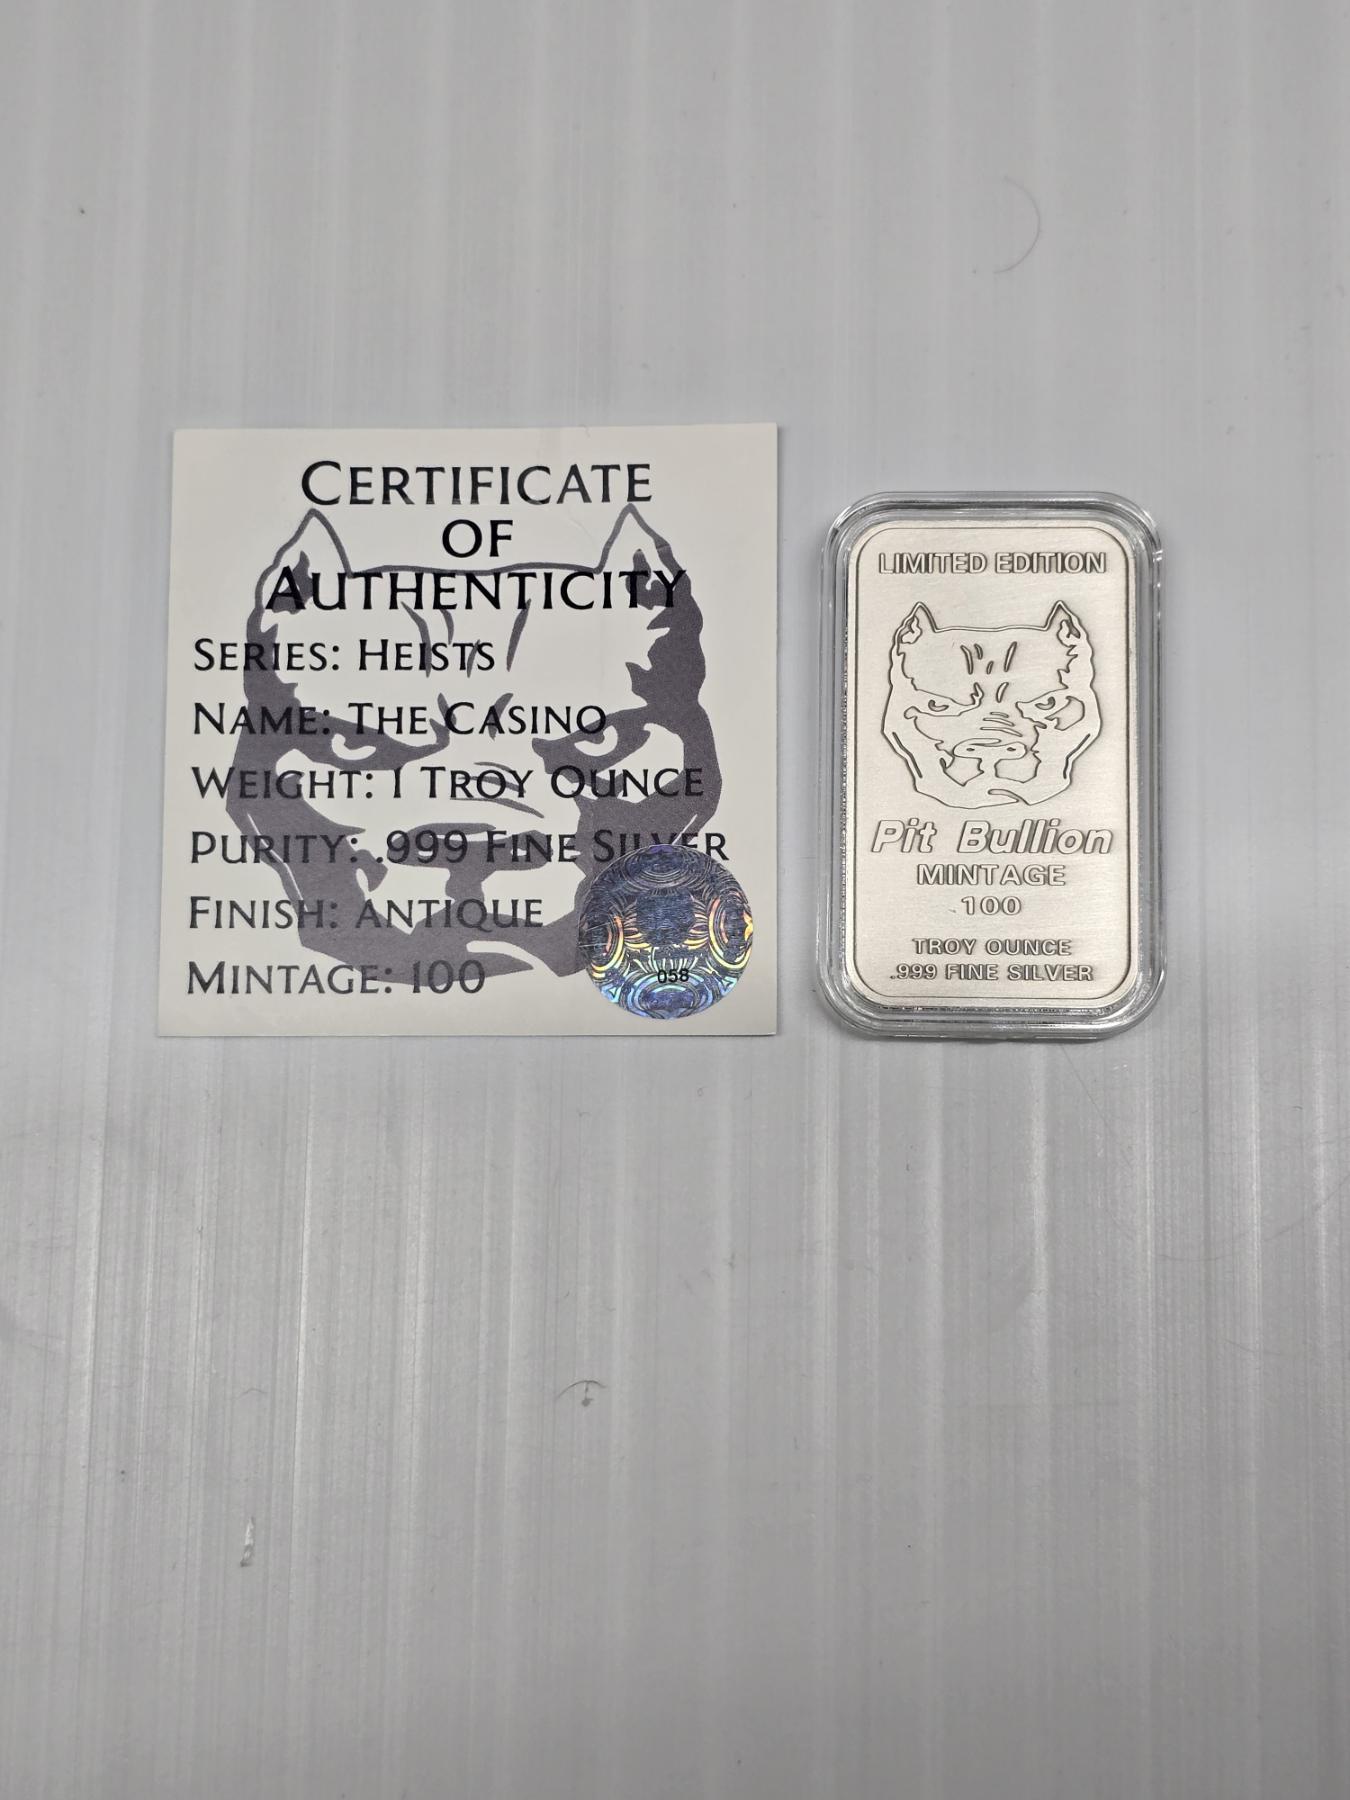 CERTIFICATE
OF
AUTHENTICITY
SERIES: HEISTS
NAME: THE CASINO
WEIGHT: 1 TROY OUNCE
PURITY: .999 FINE SILVER
FINISH: ANTIQUE
MINTAGE: 100
058
LIMITED EDITION
Pit Bullion
MINTAGE
100
TROY OUNCE
.999 FINE SILVER